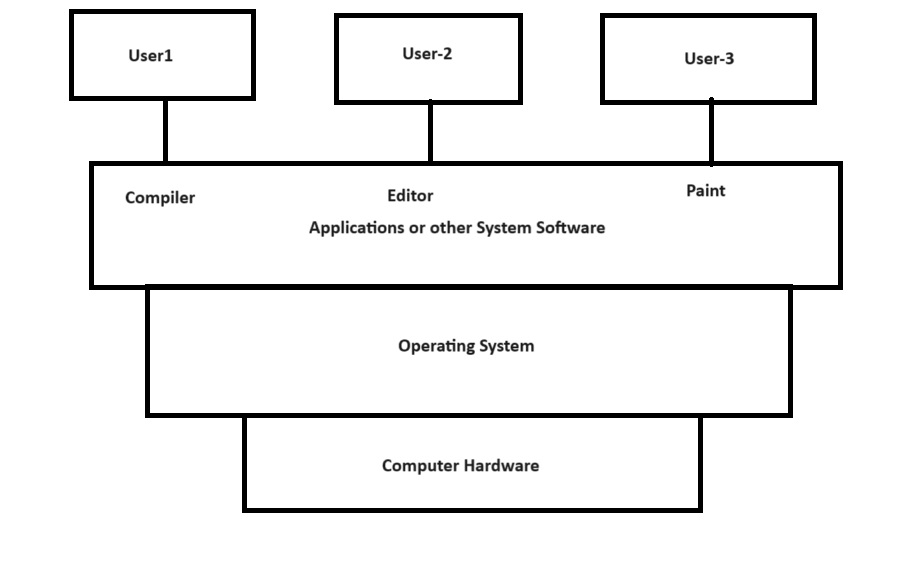 User1
User-2
User-3
Compiler
Editor
Paint
Applications or other System Software
Operating System
Computer Hardware